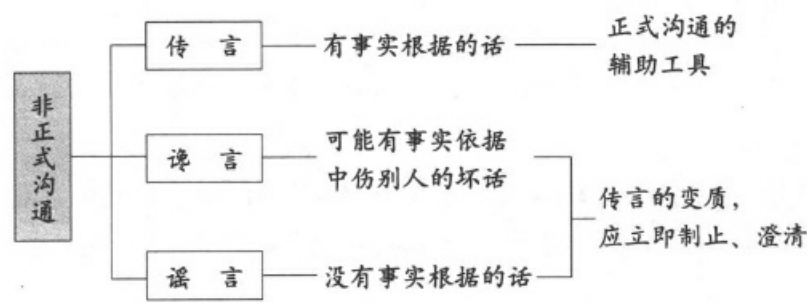 非正式沟通
传言
有事实根据的话
正式沟通的
辅助工具
谗言
可能有事实依据
中伤别人的坏话
传言的变质，
应立即制止、澄清
谣言
没有事实根据的话